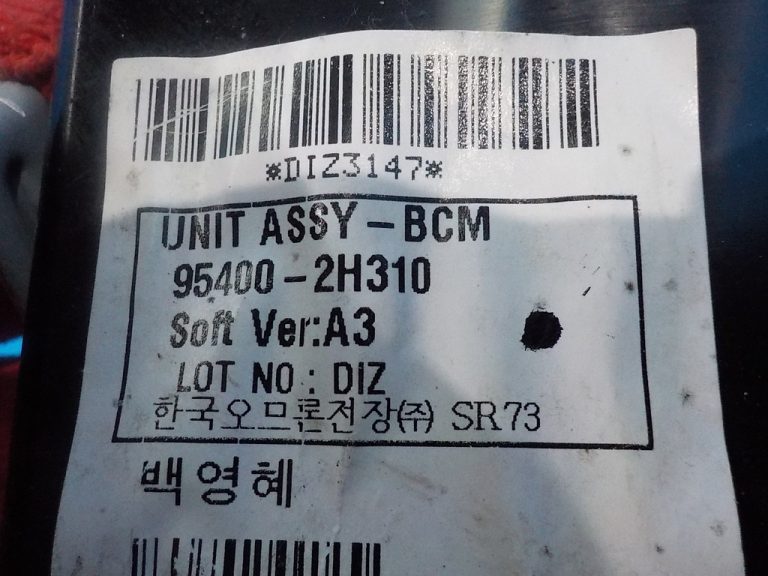 *DIZ3147*
UNIT ASSY-BCM
95400-2H310
Soft Ver:A3
LOT NO : DIZ
한국오므론전장㈜ SR73
백영혜